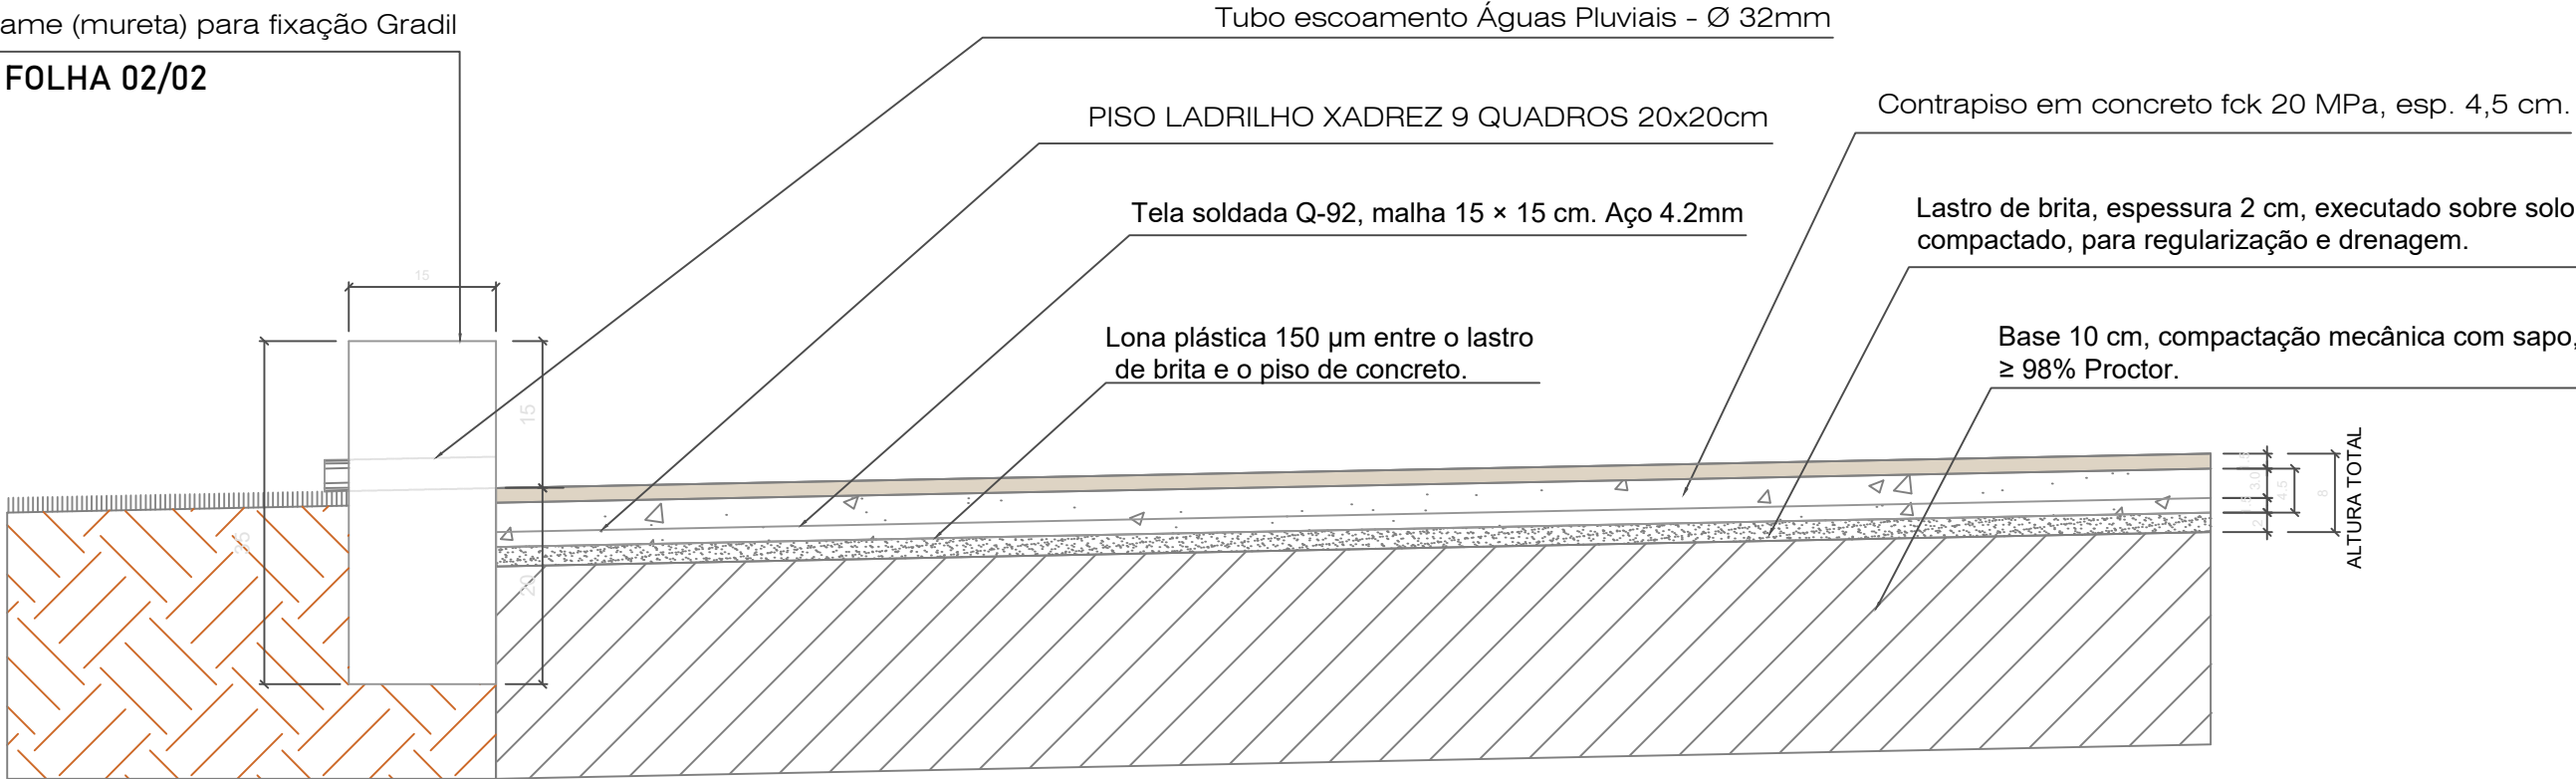 ame (mureta) para fixação Gradil
FOLHA 02/02
Tubo escoamento Águas Pluviais - Ø 32mm
PISO LADRILHO XADREZ 9 QUADROS 20x20cm
Contrapiso em concreto fck 20 MPa, esp. 4,5 cm.
Tela soldada Q-92, malha 15 × 15 cm. Aço 4.2mm
Lastro de brita, espessura 2 cm, executado sobre solo
compactado, para regularização e drenagem.
Lona plástica 150 µm entre o lastro
de brita e o piso de concreto.
Base 10 cm, compactação mecânica com sapo,
≥ 98% Proctor.
15
15
35
20
3.0
4.5
2
8
ALTURA TOTAL